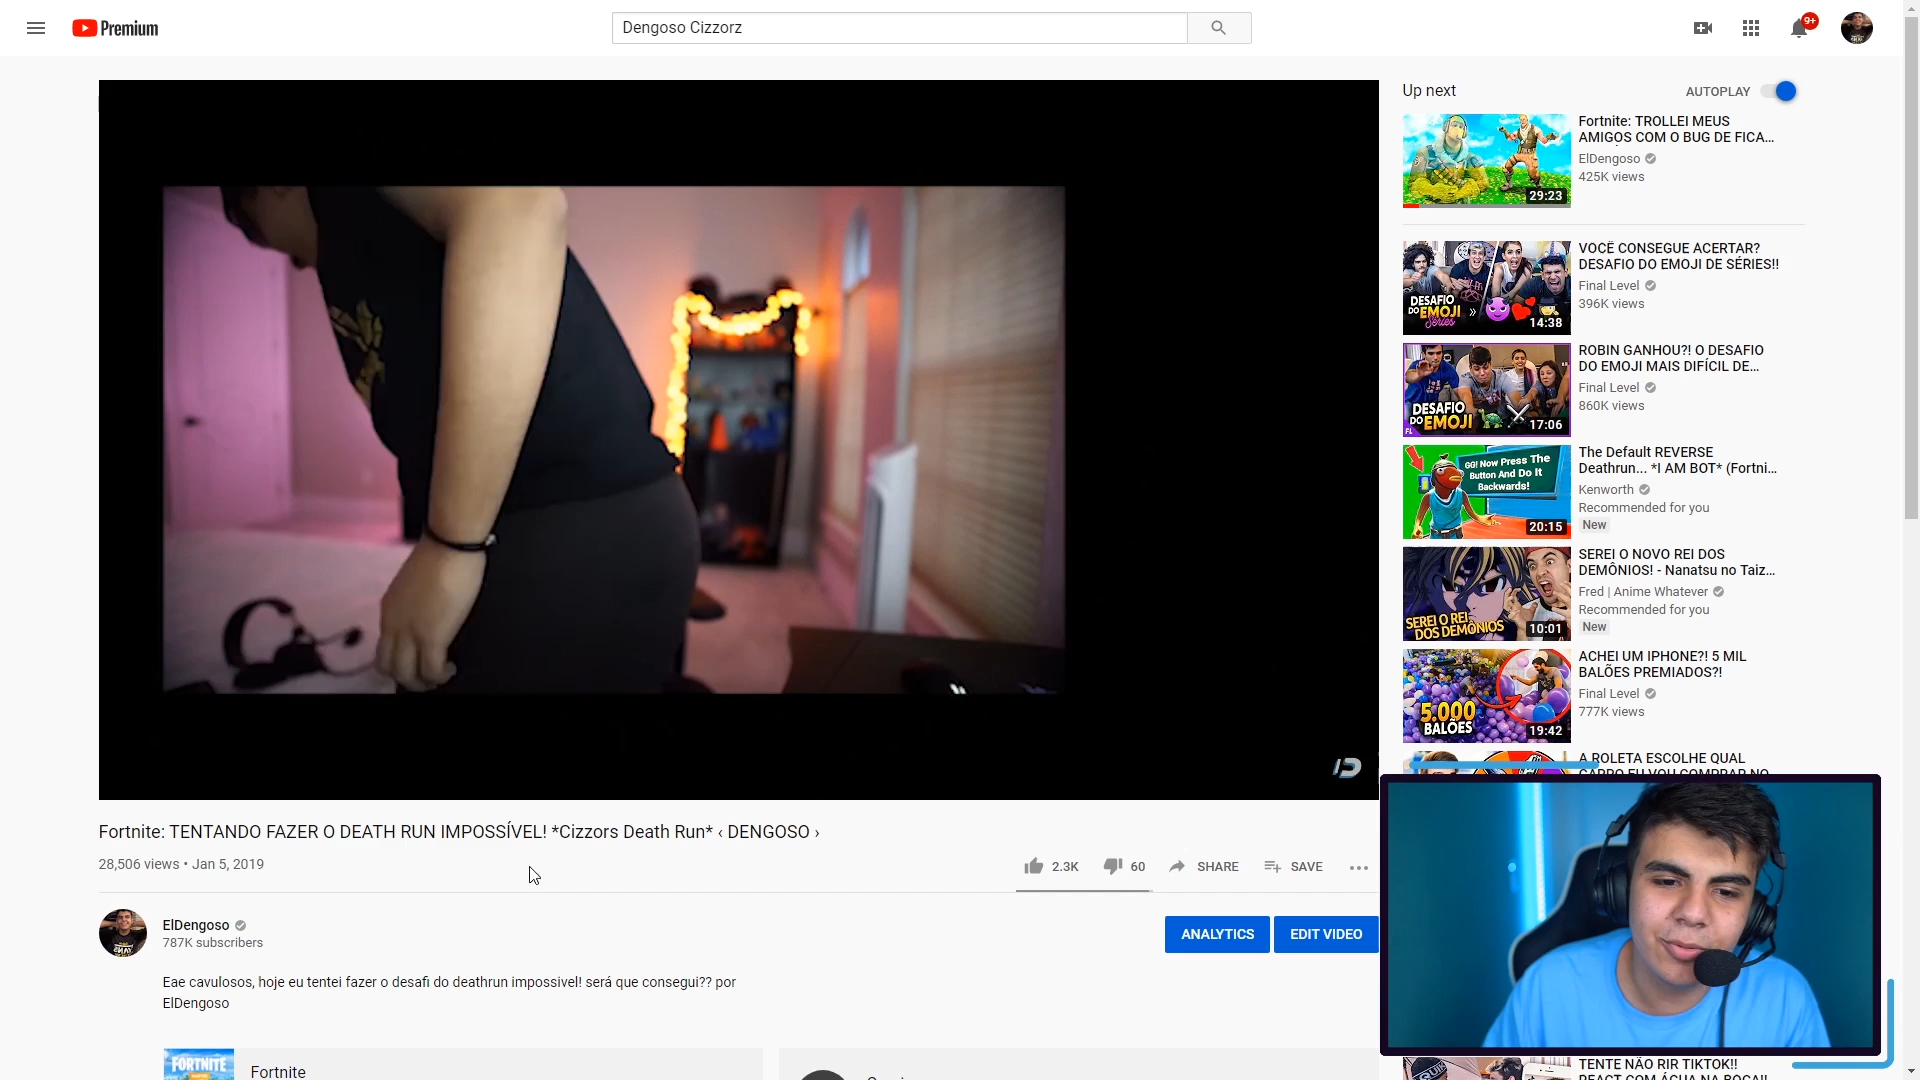 Premium
Dengoso Cizzorz
9+
Up next
AUTOPLAY
Fortnite: TROLLEI MEUS
AMIGOS COM O BUG DE FICA...
ElDengoso
425K views
29:23
VOCÊ CONSEGUE ACERTAR?
DESAFIO DO EMOJI DE SÉRIES!!
Final Level
396K views
DESAFIO
DO EMOJI
Séries
14:38
ROBIN GANHOU?! O DESAFIO
DO EMOJI MAIS DIFÍCIL DE...
Final Level
860K views
DESAFIO
DO EMOJI
FL
17:06
The Default REVERSE
Deathrun... *I AM BOT* (Fortni...
Kenworth
Recommended for you
New
GG! Now Press The
Button And Do It
Backwards!
20:15
SEREI O NOVO REI DOS
DEMÔNIOS! - Nanatsu no Taiz...
Fred | Anime Whatever
Recommended for you
New
SEREI O REI
DOS DEMÔNIOS
10:01
ACHEI UM IPHONE?! 5 MIL
BALÕES PREMIADOS?!
Final Level
777K views
5.000
BALÕES
19:42
A ROLETA ESCOLHE QUAL
CARRO EU VOU COMPRAR NO
Fortnite: TENTANDO FAZER O DEATH RUN IMPOSSÍVEL! *Cizzors Death Run* ‹ DENGOSO ›
28,506 views • Jan 5, 2019
2.3K
60
SHARE
SAVE
ElDengoso
787K subscribers
ANALYTICS
EDIT VIDEO
Eae cavulosos, hoje eu tentei fazer o desafi do deathrun impossivel! será que consegui?? por
ElDengoso
FORTNITE
Fortnite
TENTE NÃO RIR TIKTOK!!
REACT COM ÁGUA NA BOCA!!